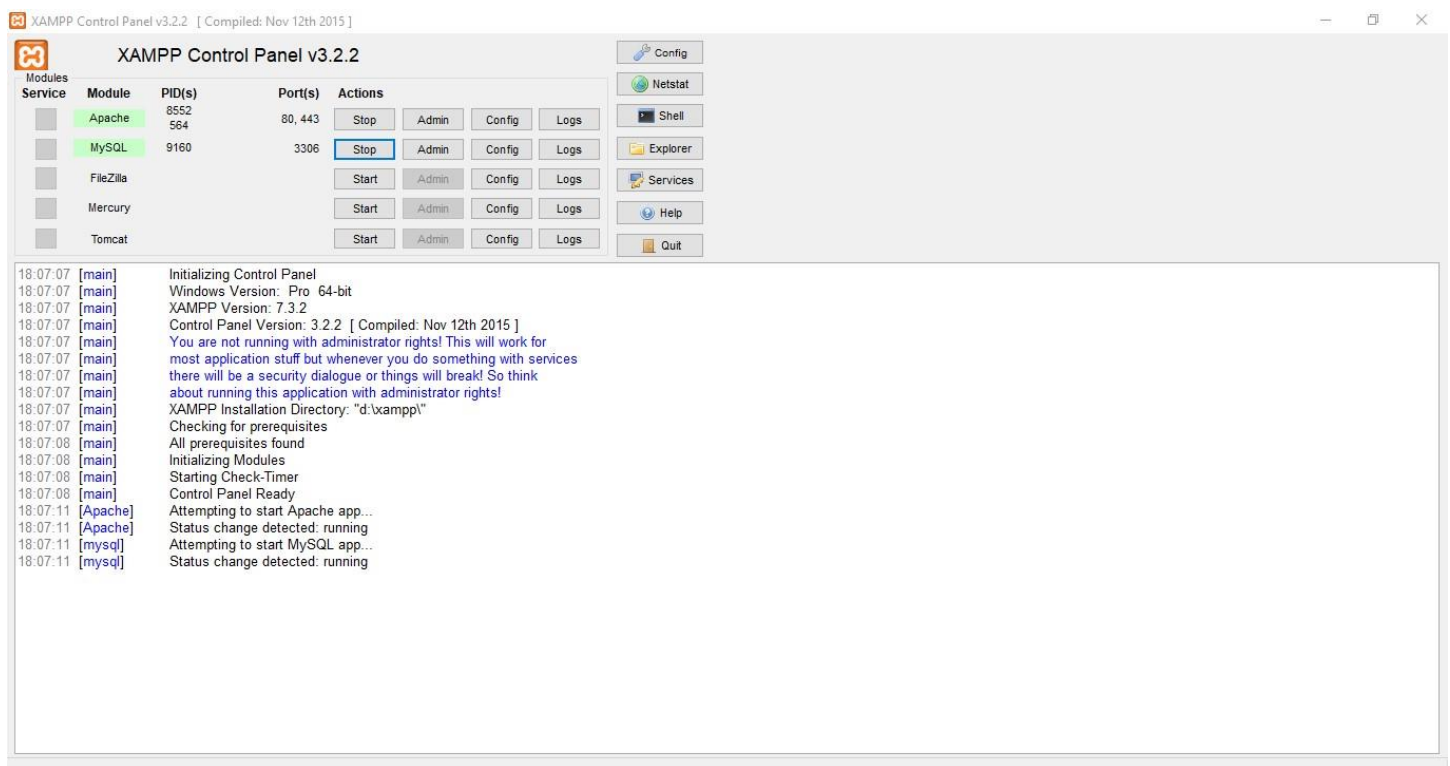 XAMPP Control Panel v3.2.2 [ Compiled: Nov 12th 2015 ]
XAMPP Control Panel v3.2.2
Modules
Service Module PID(s) Port(s) Actions
Apache 8552 564 80, 443 Stop Admin Config Logs
MySQL 9160 3306 Stop Admin Config Logs
FileZilla Start Admin Config Logs
Mercury Start Admin Config Logs
Tomcat Start Admin Config Logs
Config
Netstat
Shell
Explorer
Services
Help
Quit
18:07:07 [main] Initializing Control Panel
18:07:07 [main] Windows Version: Pro 64-bit
18:07:07 [main] XAMPP Version: 7.3.2
18:07:07 [main] Control Panel Version: 3.2.2 [ Compiled: Nov 12th 2015 ]
18:07:07 [main] You are not running with administrator rights! This will work for
18:07:07 [main] most application stuff but whenever you do something with services
18:07:07 [main] there will be a security dialogue or things will break! So think
18:07:07 [main] about running this application with administrator rights!
18:07:07 [main] XAMPP Installation Directory: "d:\xampp\"
18:07:07 [main] Checking for prerequisites
18:07:08 [main] All prerequisites found
18:07:08 [main] Initializing Modules
18:07:08 [main] Starting Check-Timer
18:07:08 [main] Control Panel Ready
18:07:11 [Apache] Attempting to start Apache app...
18:07:11 [Apache] Status change detected: running
18:07:11 [mysql] Attempting to start MySQL app...
18:07:11 [mysql] Status change detected: running